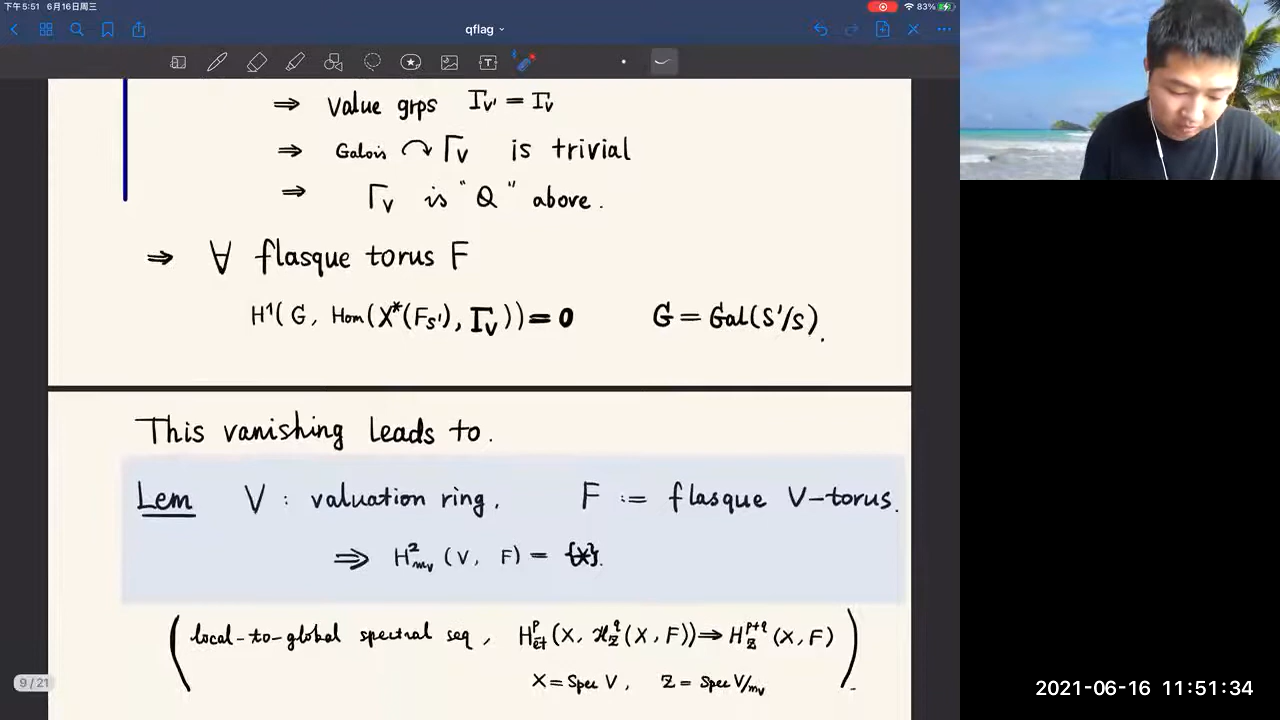 下午5:51 6月16日周三
83%
qflag
⇒ Value grps Γv' = Γv
⇒ Galois ↷ Γv is trivial
⇒ Γv is "Q" above.
⇒ ∀ flasque torus F
H¹(G, Hom(X*(Fs'), Γv)) = 0 G = Gal(S'/S).
This vanishing leads to.
Lem V : valuation ring, F := flasque V-torus.
⇒ H²mv(V, F) = {*}.
(local-to-global spectral seq, Hᵖét(X, ℋ^q_Z(X, F)) ⇒ H^{p+q}_Z(X, F)
X = Spec V, Z = Spec V/mv.)
9 / 21
2021-06-16 11:51:34